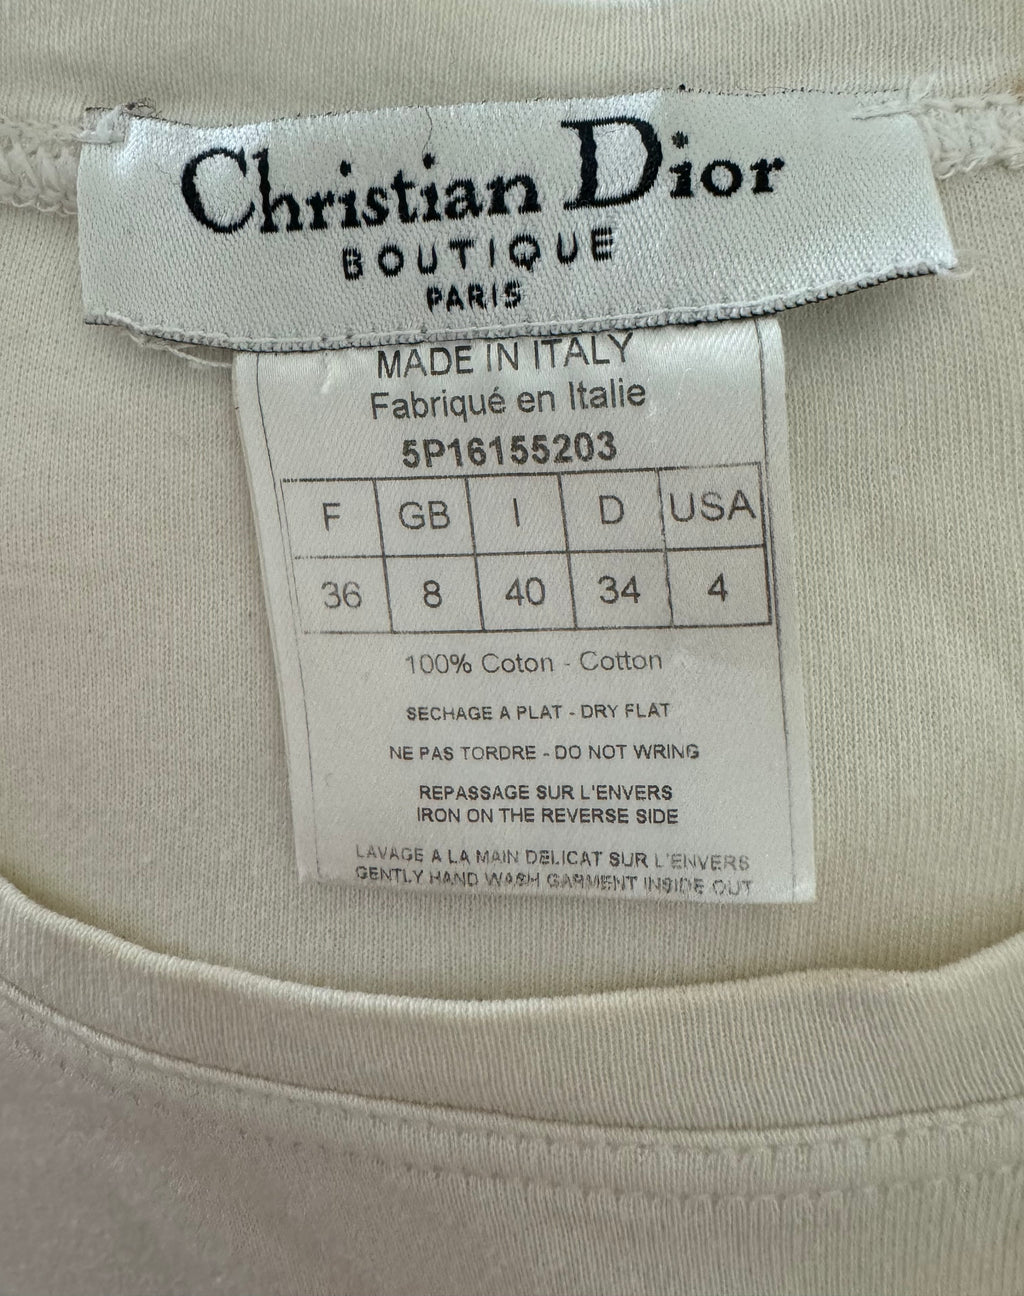 Christian Dior
BOUTIQUE
PARIS
MADE IN ITALY
Fabriqué en Italie
5P16155203
F GB I D USA
36 8 40 34 4
100% Coton - Cotton
SECHAGE A PLAT - DRY FLAT
NE PAS TORDRE - DO NOT WRING
REPASSAGE SUR L'ENVERS
IRON ON THE REVERSE SIDE
LAVAGE A LA MAIN DELICAT SUR L'ENVERS
GENTLY HAND WASH GARMENT INSIDE OUT